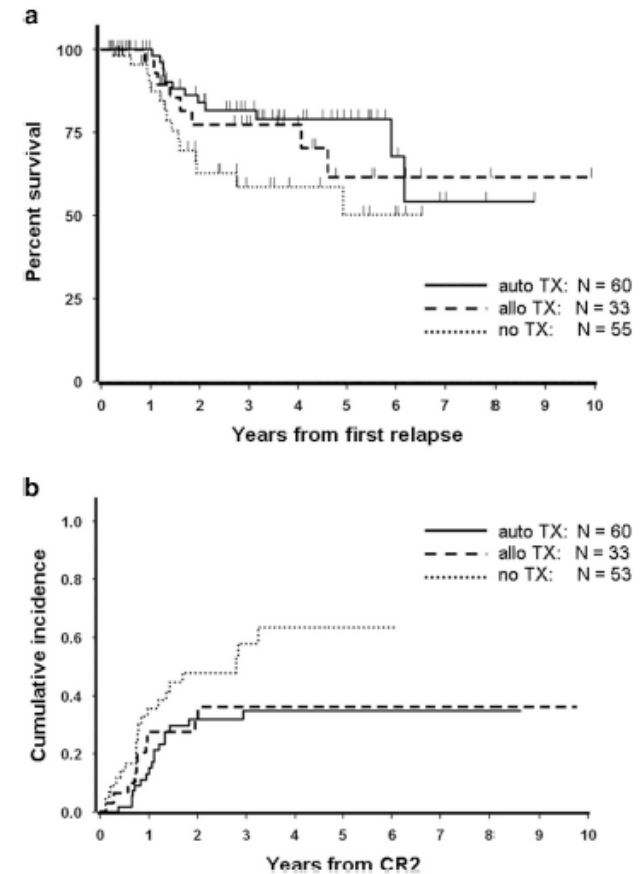 a
Percent survival
100
75
50
25
0
auto TX: N = 60
allo TX: N = 33
no TX: N = 55
0 1 2 3 4 5 6 7 8 9 10
Years from first relapse
b
Cumulative incidence
1.0
0.8
0.6
0.4
0.2
0.0
auto TX: N = 60
allo TX: N = 33
no TX: N = 53
0 1 2 3 4 5 6 7 8 9 10
Years from CR2